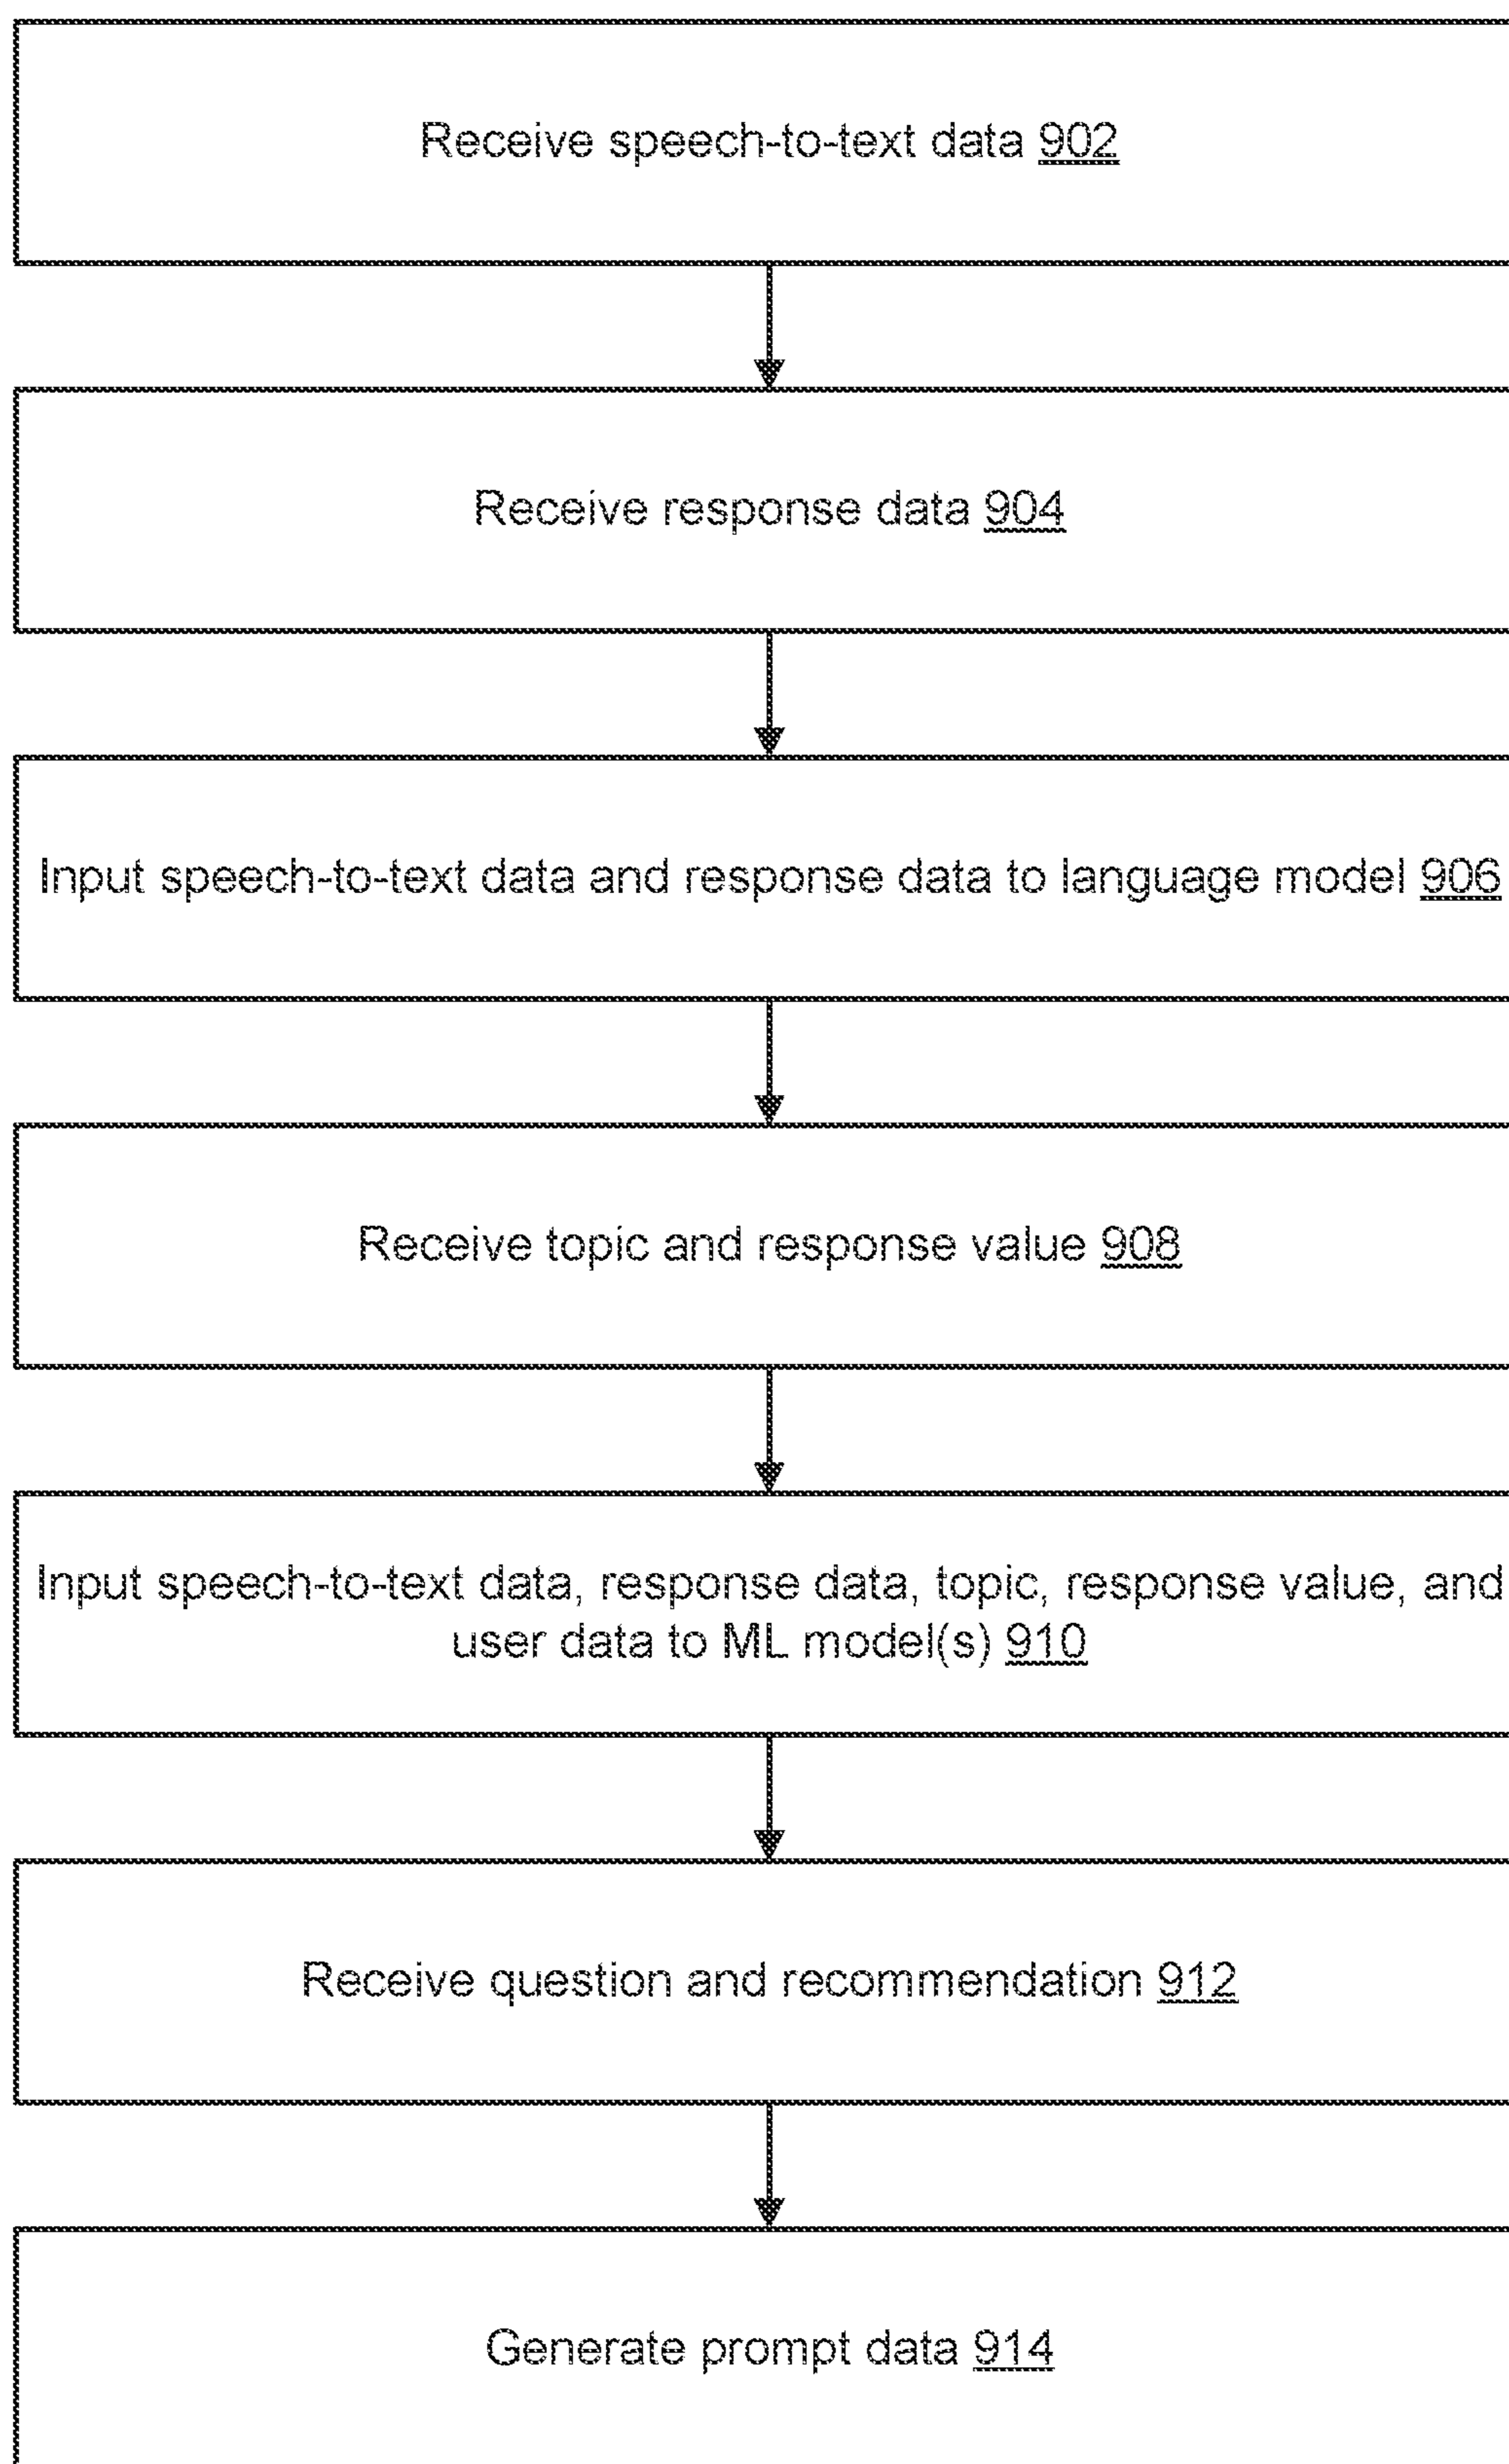 Receive speech-to-text data 902
Receive response data 904
Input speech-to-text data and response data to language model 906
Receive topic and response value 908
Input speech-to-text data, response data, topic, response value, and
user data to ML model(s) 910
Receive question and recommendation 912
Generate prompt data 914